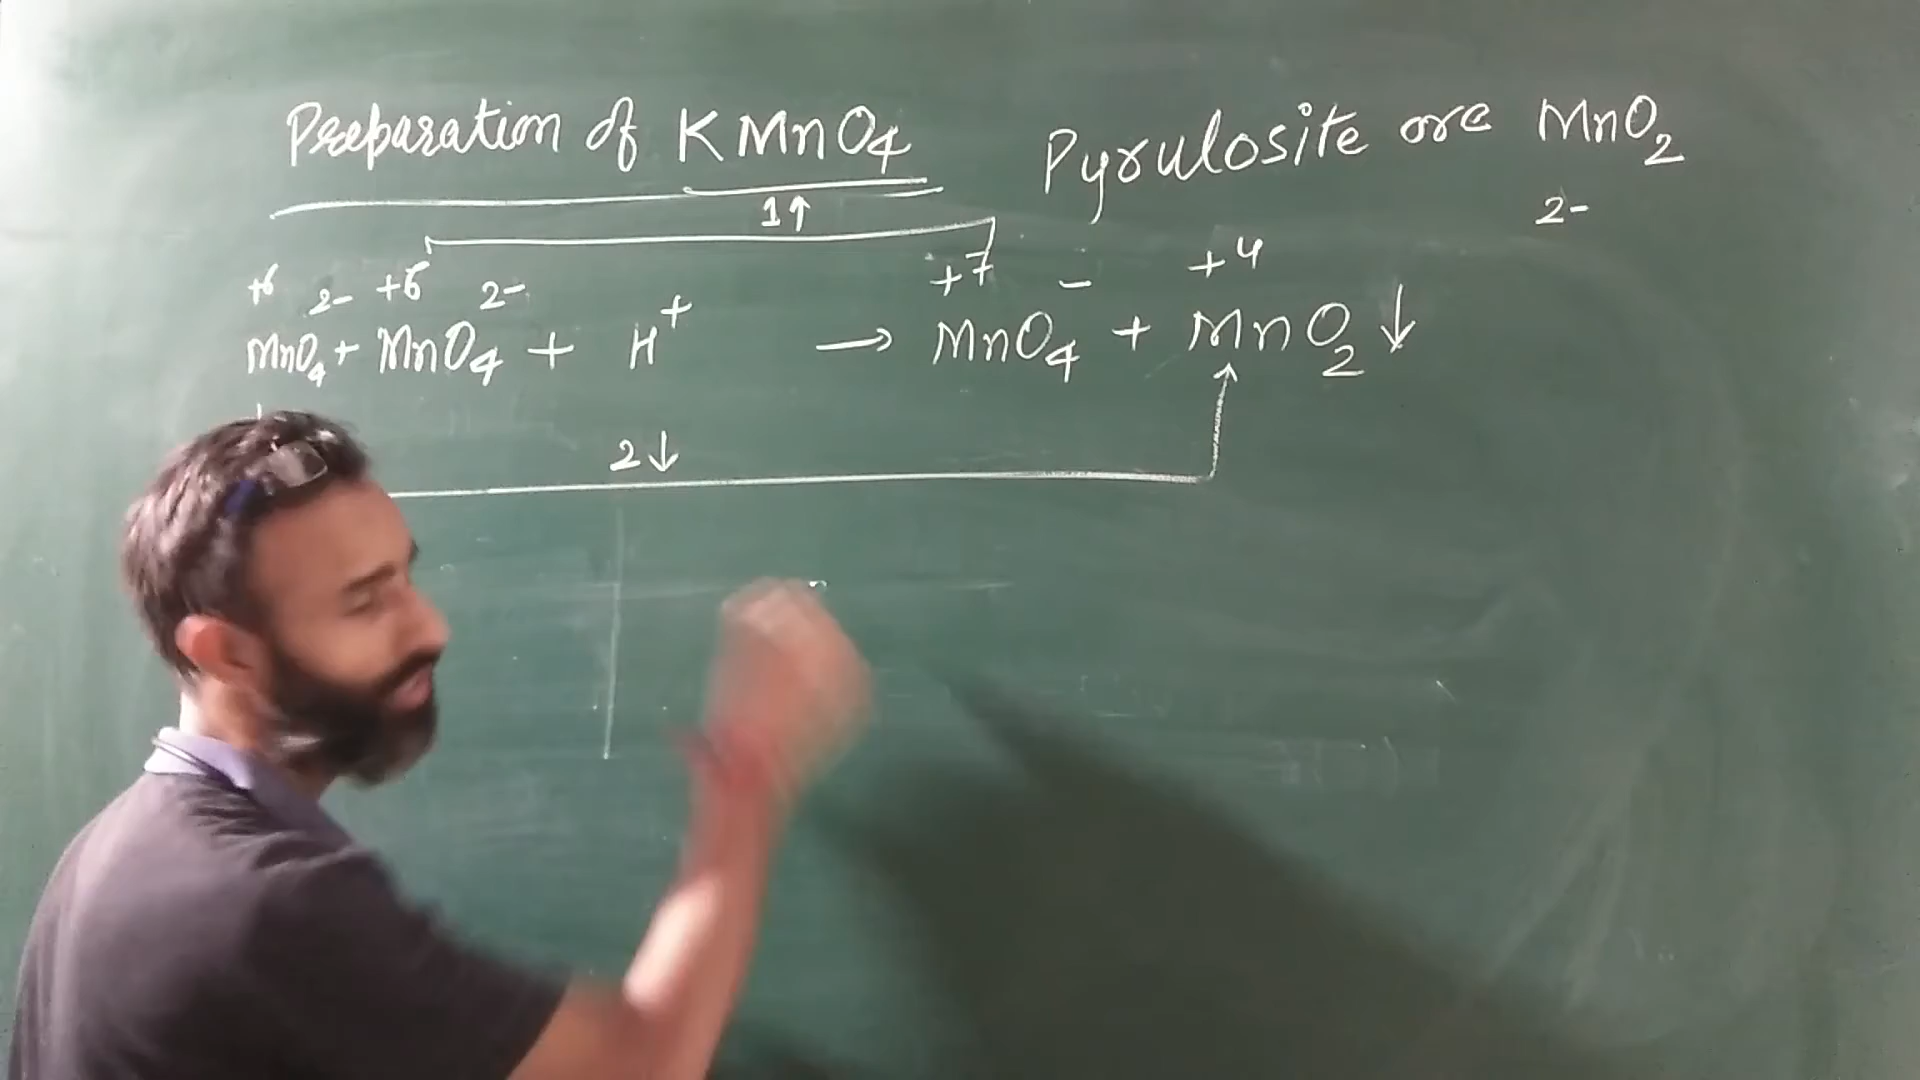 Preparation of KMnO4 Pyrulosite ore MnO2
1↑ 2-
+6 2- +6 2- +7 - +4
MnO4 + MnO4 + H+ → MnO4 + MnO2 ↓
2↓